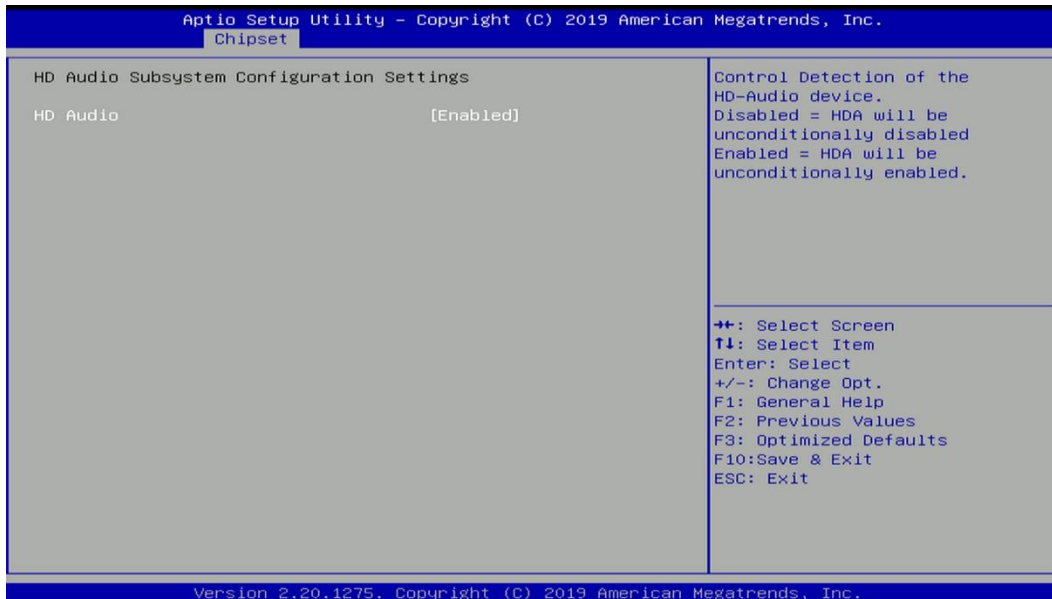 Aptio Setup Utility – Copyright (C) 2019 American Megatrends, Inc.
Chipset
HD Audio Subsystem Configuration Settings
HD Audio [Enabled]
Control Detection of the
HD-Audio device.
Disabled = HDA will be
unconditionally disabled
Enabled = HDA will be
unconditionally enabled.
→←: Select Screen
↑↓: Select Item
Enter: Select
+/-: Change Opt.
F1: General Help
F2: Previous Values
F3: Optimized Defaults
F10:Save & Exit
ESC: Exit
Version 2.20.1275. Copyright (C) 2019 American Megatrends, Inc.